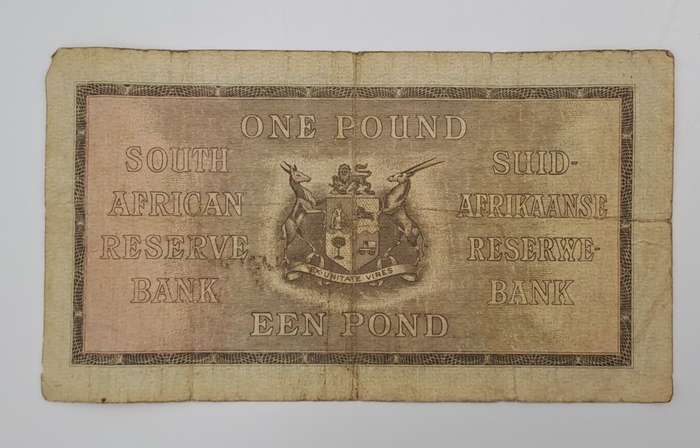 ONE POUND
SOUTH
AFRICAN
RESERVE
BANK
SUID-
AFRIKAANSE
RESERWE-
BANK
EX UNITATE VIRES
EEN POND